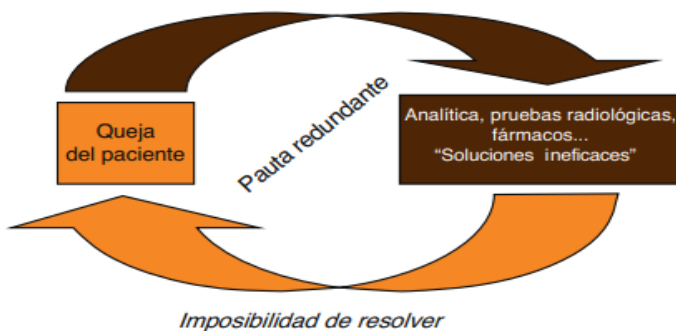 Queja
del paciente
Pauta redundante
Analítica, pruebas radiológicas,
fármacos...
“Soluciones ineficaces”
Imposibilidad de resolver